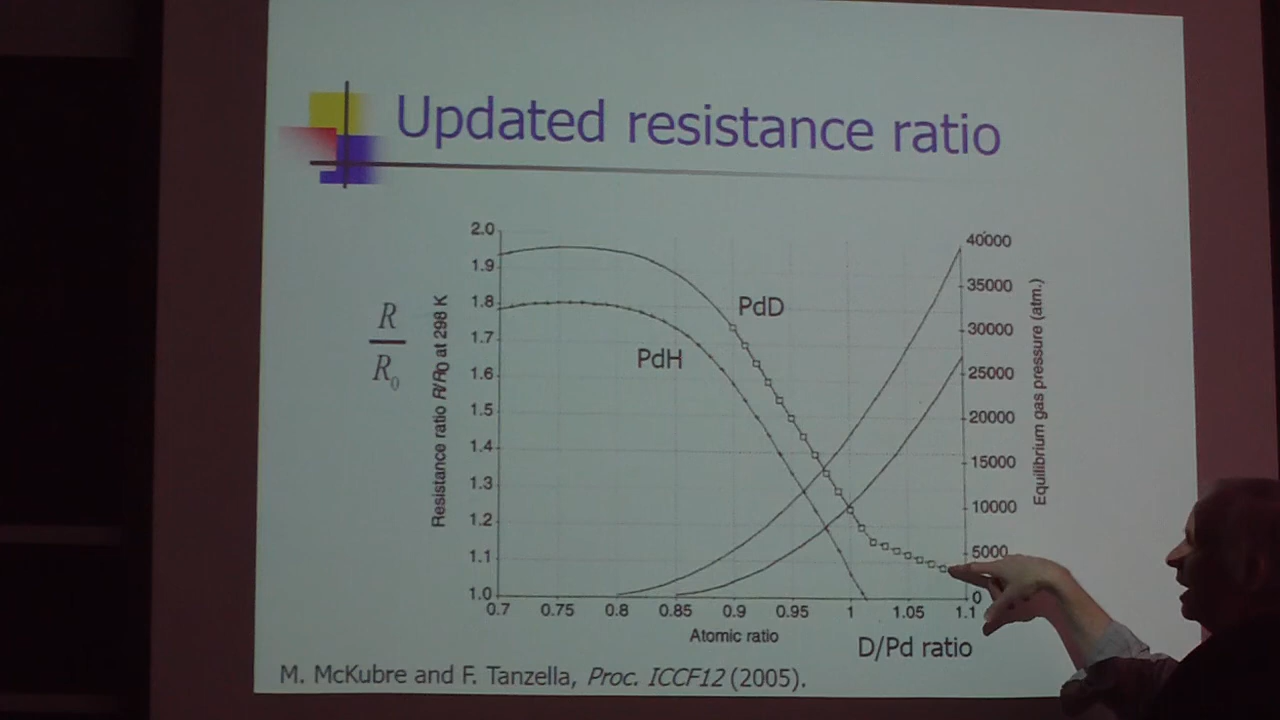 Updated resistance ratio
R
R0
Resistance ratio R/R0 at 298 K
2.0
1.9
1.8
1.7
1.6
1.5
1.4
1.3
1.2
1.1
1.0
PdD
PdH
40000
35000
30000
25000
20000
15000
10000
5000
0
Equilibrium gas pressure (atm.)
0.7 0.75 0.8 0.85 0.9 0.95 1 1.05 1.1
Atomic ratio
D/Pd ratio
M. McKubre and F. Tanzella, Proc. ICCF12 (2005).